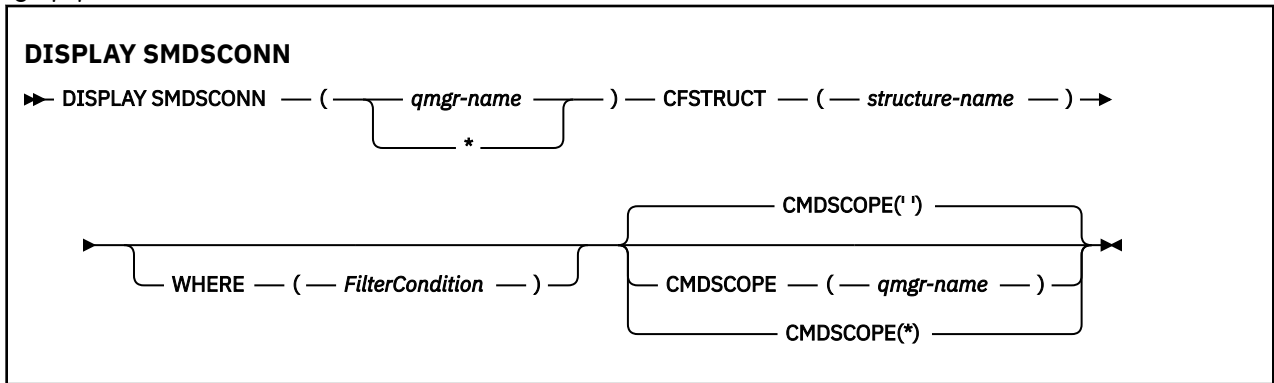 DISPLAY SMDSCONN
DISPLAY SMDSCONN ( qmgr-name ) CFSTRUCT ( structure-name )
*
CMDSCOPE(' ')
WHERE ( FilterCondition ) CMDSCOPE ( qmgr-name )
CMDSCOPE(*)